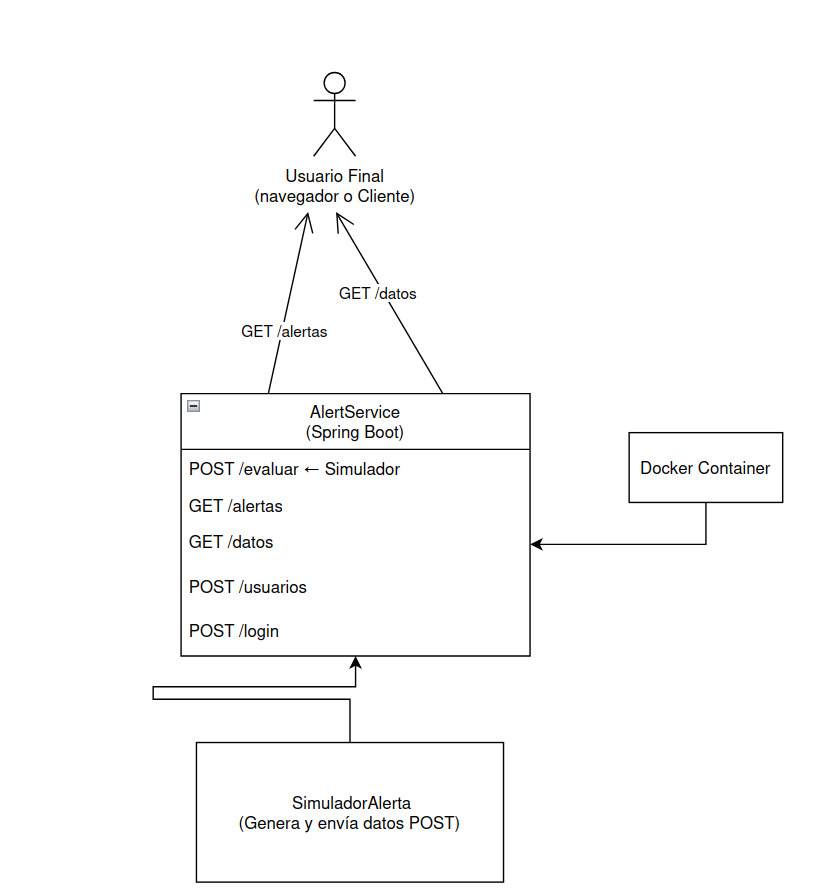 Usuario Final
(navegador o Cliente)
GET /datos
GET /alertas
AlertService
(Spring Boot)
POST /evaluar ← Simulador
GET /alertas
GET /datos
POST /usuarios
POST /login
Docker Container
SimuladorAlerta
(Genera y envía datos POST)